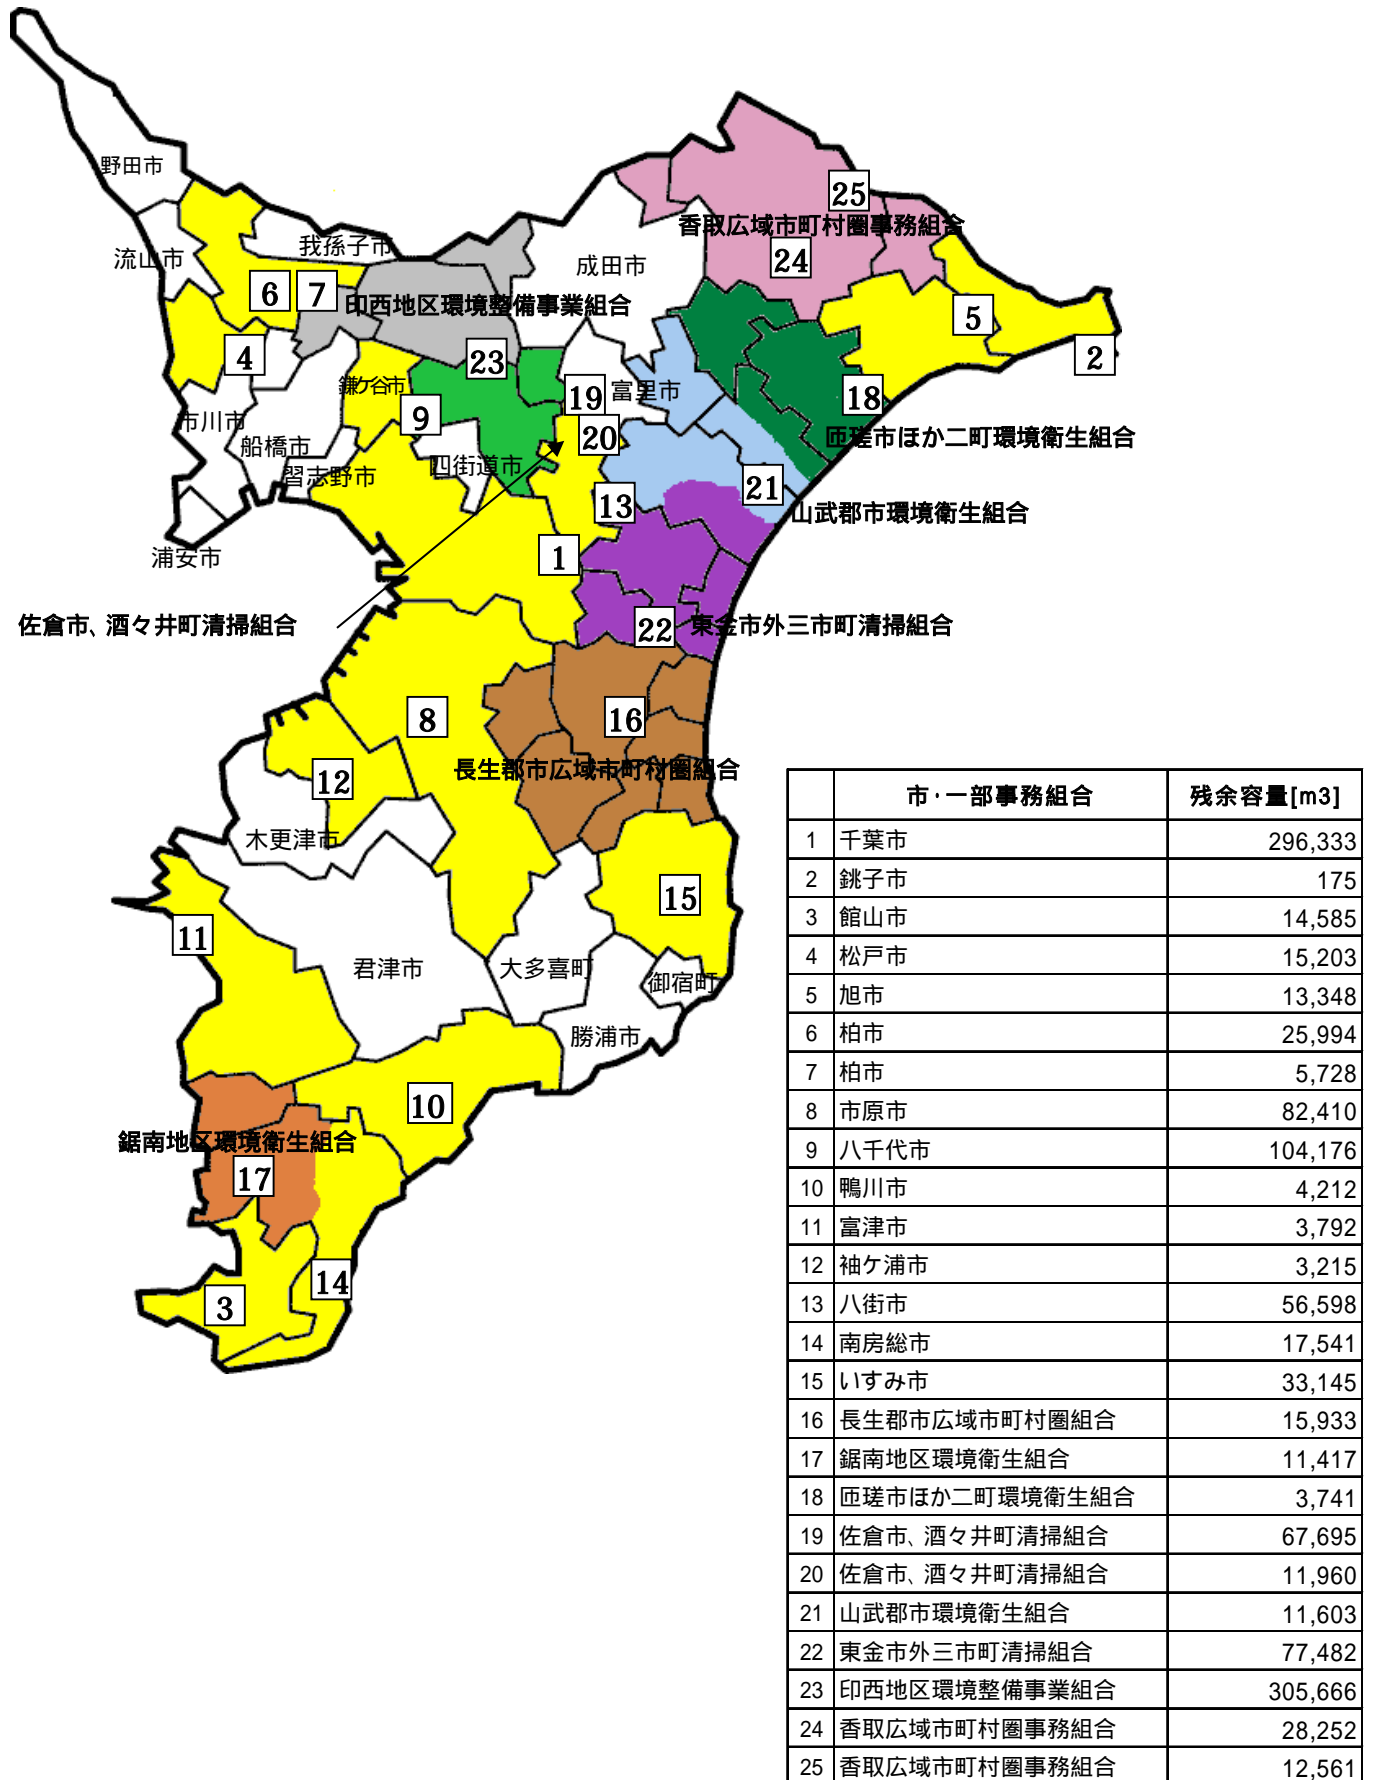 野田市
25
香取広域市町村圏事務組合
流山市
我孫子市
成田市
24
6
7
印西地区環境整備事業組合
5
4
23
2
鎌ケ谷市
19
富里市
18
市川市
9
船橋市
20
匝瑳市ほか二町環境衛生組合
習志野市
四街道市
21
13
山武郡市環境衛生組合
浦安市
1
佐倉市、酒々井町清掃組合
22
東金市外三市町清掃組合
8
16
長生郡市広域市町村圏組合
12
木更津市
15
11
君津市
大多喜町
御宿町
勝浦市
10
鋸南地区環境衛生組合
17
14
3
市・一部事務組合 残余容量[m3]
1 千葉市 296,333
2 銚子市 175
3 館山市 14,585
4 松戸市 15,203
5 旭市 13,348
6 柏市 25,994
7 柏市 5,728
8 市原市 82,410
9 八千代市 104,176
10 鴨川市 4,212
11 富津市 3,792
12 袖ケ浦市 3,215
13 八街市 56,598
14 南房総市 17,541
15 いすみ市 33,145
16 長生郡市広域市町村圏組合 15,933
17 鋸南地区環境衛生組合 11,417
18 匝瑳市ほか二町環境衛生組合 3,741
19 佐倉市、酒々井町清掃組合 67,695
20 佐倉市、酒々井町清掃組合 11,960
21 山武郡市環境衛生組合 11,603
22 東金市外三市町清掃組合 77,482
23 印西地区環境整備事業組合 305,666
24 香取広域市町村圏事務組合 28,252
25 香取広域市町村圏事務組合 12,561